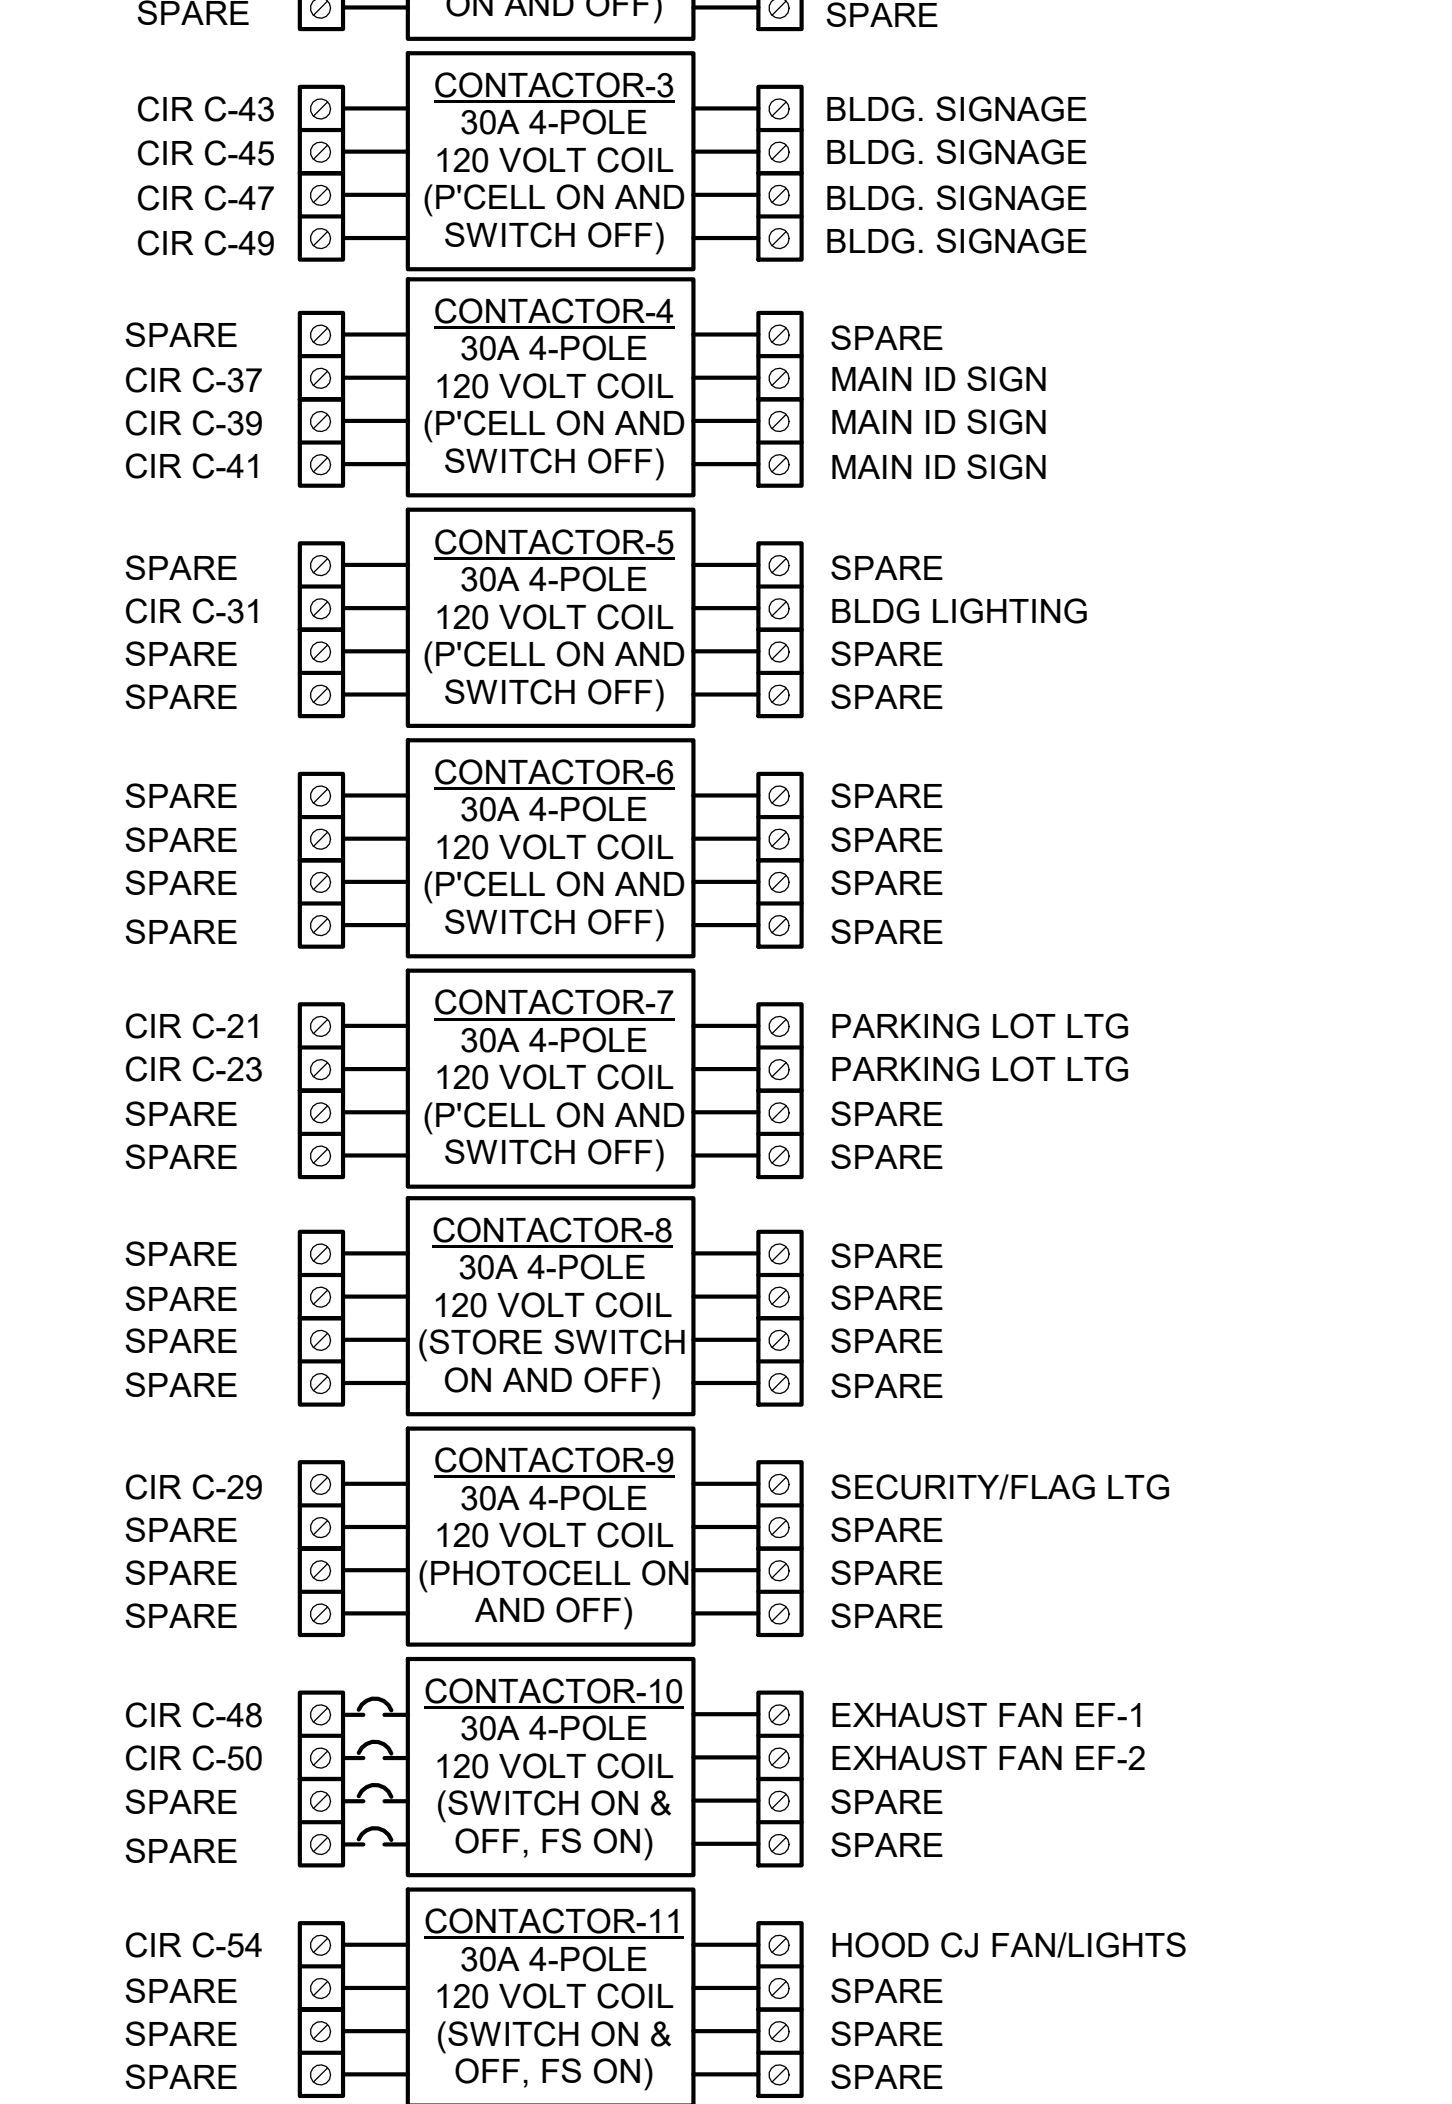 SPARE
ON AND OFF)
SPARE
CIR C-43
CIR C-45
CIR C-47
CIR C-49
CONTACTOR-3
30A 4-POLE
120 VOLT COIL
(P'CELL ON AND
SWITCH OFF)
BLDG. SIGNAGE
BLDG. SIGNAGE
BLDG. SIGNAGE
BLDG. SIGNAGE
SPARE
CIR C-37
CIR C-39
CIR C-41
CONTACTOR-4
30A 4-POLE
120 VOLT COIL
(P'CELL ON AND
SWITCH OFF)
SPARE
MAIN ID SIGN
MAIN ID SIGN
MAIN ID SIGN
SPARE
CIR C-31
SPARE
SPARE
CONTACTOR-5
30A 4-POLE
120 VOLT COIL
(P'CELL ON AND
SWITCH OFF)
SPARE
BLDG LIGHTING
SPARE
SPARE
SPARE
SPARE
SPARE
SPARE
CONTACTOR-6
30A 4-POLE
120 VOLT COIL
(P'CELL ON AND
SWITCH OFF)
SPARE
SPARE
SPARE
SPARE
CIR C-21
CIR C-23
SPARE
SPARE
CONTACTOR-7
30A 4-POLE
120 VOLT COIL
(P'CELL ON AND
SWITCH OFF)
PARKING LOT LTG
PARKING LOT LTG
SPARE
SPARE
SPARE
SPARE
SPARE
SPARE
CONTACTOR-8
30A 4-POLE
120 VOLT COIL
(STORE SWITCH
ON AND OFF)
SPARE
SPARE
SPARE
SPARE
CIR C-29
SPARE
SPARE
SPARE
CONTACTOR-9
30A 4-POLE
120 VOLT COIL
(PHOTOCELL ON
AND OFF)
SECURITY/FLAG LTG
SPARE
SPARE
SPARE
CIR C-48
CIR C-50
SPARE
SPARE
CONTACTOR-10
30A 4-POLE
120 VOLT COIL
(SWITCH ON &
OFF, FS ON)
EXHAUST FAN EF-1
EXHAUST FAN EF-2
SPARE
SPARE
CIR C-54
SPARE
SPARE
SPARE
CONTACTOR-11
30A 4-POLE
120 VOLT COIL
(SWITCH ON &
OFF, FS ON)
HOOD CJ FAN/LIGHTS
SPARE
SPARE
SPARE